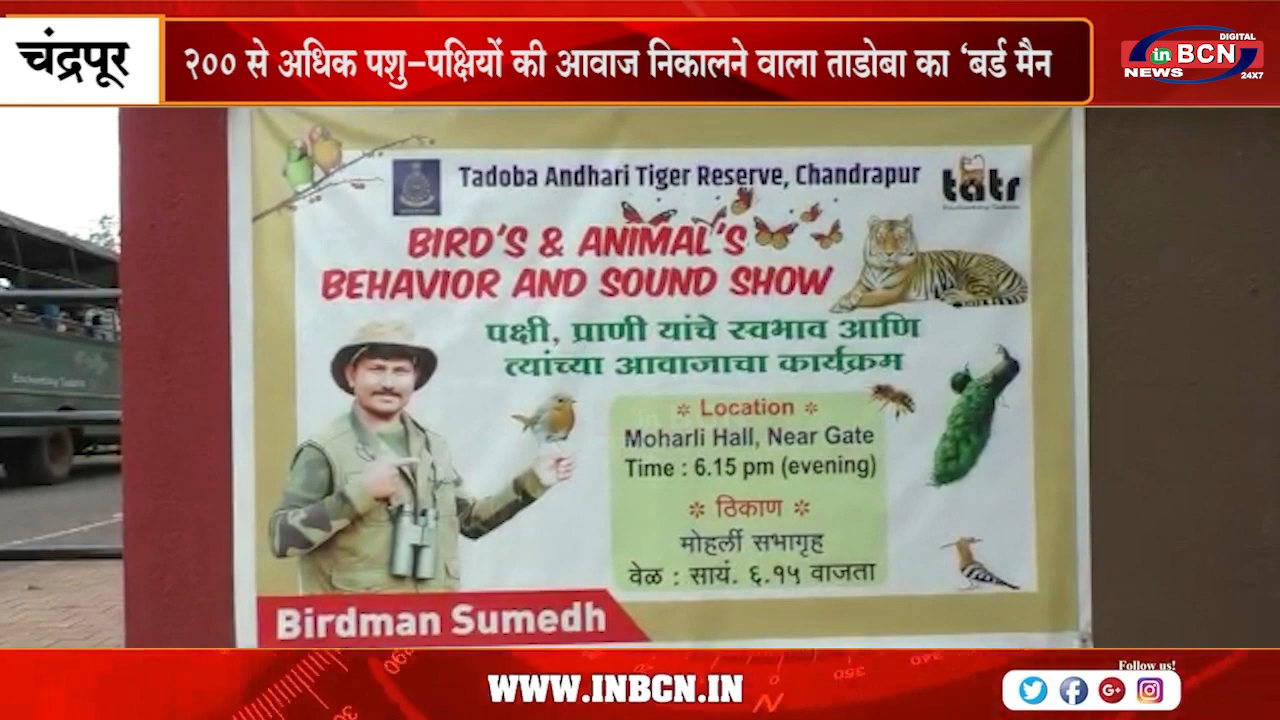 चंद्रपूर
२०० से अधिक पशु-पक्षियों की आवाज निकालने वाला ताडोबा का ‘बर्ड मैन
DIGITAL
in BCN
NEWS
24X7
Tadoba Andhari Tiger Reserve, Chandrapur
tatr
BIRD'S & ANIMAL'S
BEHAVIOR AND SOUND SHOW
पक्षी, प्राणी यांचे स्वभाव आणि
त्यांच्या आवाजाचा कार्यक्रम
Location
Moharli Hall, Near Gate
Time : 6.15 pm (evening)
ठिकाण
मोहर्ली सभागृह
वेळ : सायं. ६.१५ वाजता
Birdman Sumedh
WWW.INBCN.IN
Follow us!